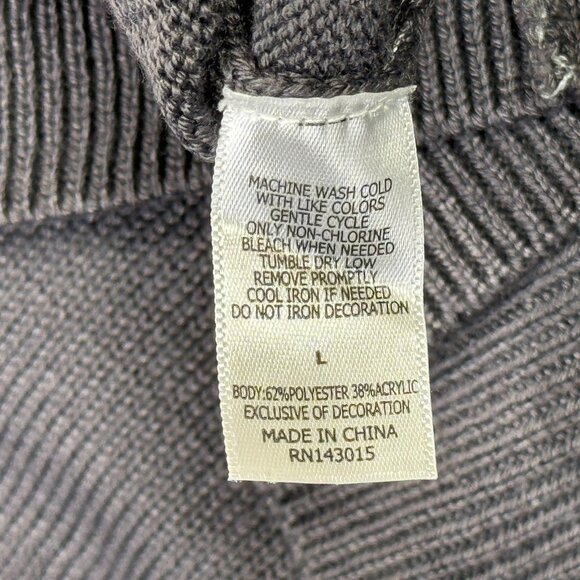 MACHINE WASH COLD
WITH LIKE COLORS
GENTLE CYCLE
ONLY NON-CHLORINE
BLEACH WHEN NEEDED
TUMBLE DRY LOW
REMOVE PROMPTLY
COOL IRON IF NEEDED
DO NOT IRON DECORATION
L
BODY:62%POLYESTER 38%ACRYLIC
EXCLUSIVE OF DECORATION
MADE IN CHINA
RN143015